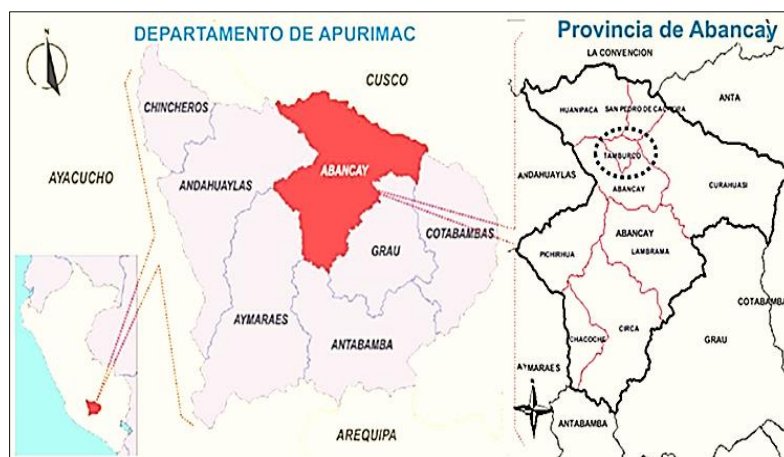 DEPARTAMENTO DE APURIMAC
CUSCO
CHINCHEROS
AYACUCHO
ANDAHUAYLAS
ABANCAY
COTABAMBAS
GRAU
AYMARAES
ANTABAMBA
AREQUIPA
Provincia de Abancay
LA CONVENCION
ANTA
HUANIPACA
SAN PEDRO DE CACHORA
TAMBURCO
ANDAHUAYLAS
ABANCAY
CURAHUASI
ABANCAY
PICHIRHUA
LAMBRAMA
COTABAMBA
CIRCA
CHACOCHE
GRAU
AYMARAES
ANTABAMBA